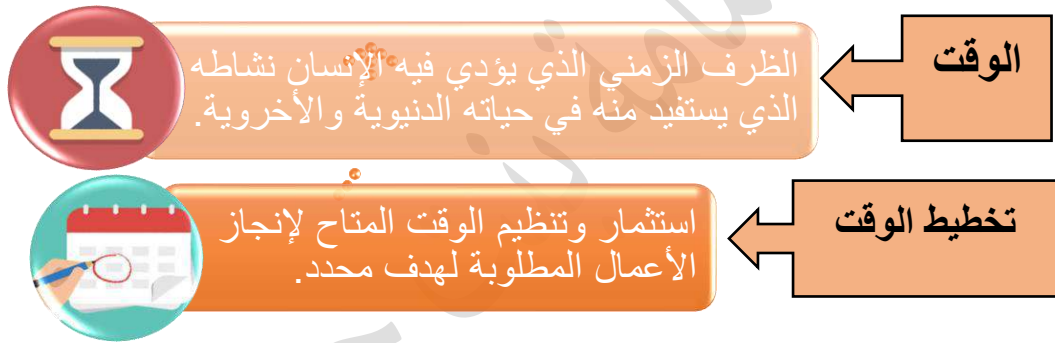 الوقت
الظرف الزمني الذي يؤدي فيه الإنسان نشاطه
الذي يستفيد منه في حياته الدنيوية والأخروية.
تخطيط الوقت
استثمار وتنظيم الوقت المتاح لإنجاز
الأعمال المطلوبة لهدف محدد.